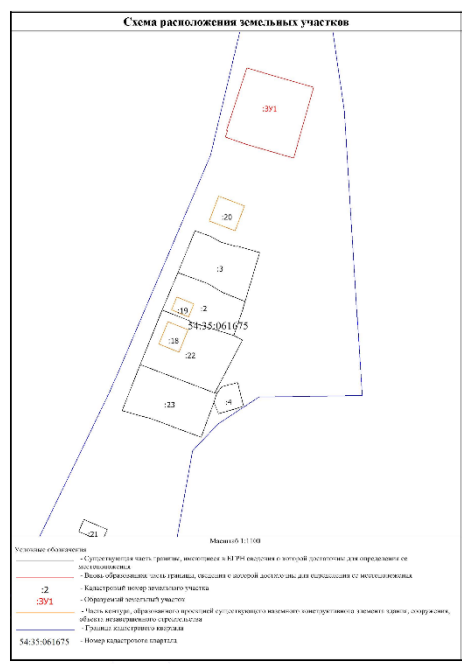 Схема расположения земельных участков
:ЗУ1
:20
:3
:19
:2
54:35:061675
:18
:22
:4
:23
:21
Масштаб 1:1100
Условные обозначения
- Существующая часть границы, имеющиеся в ЕГРН сведения о которой достаточны для определения ее
местоположения
- Вновь образованная часть границы, сведения о которой достаточны для определения ее местоположения
:2 - Кадастровый номер земельного участка
:ЗУ1 - Образуемый земельный участок
- Часть контура, образованного проекцией существующего наземного конструктивного элемента здания, сооружения,
объекта незавершенного строительства
- Граница кадастрового квартала
54:35:061675 - Номер кадастрового квартала